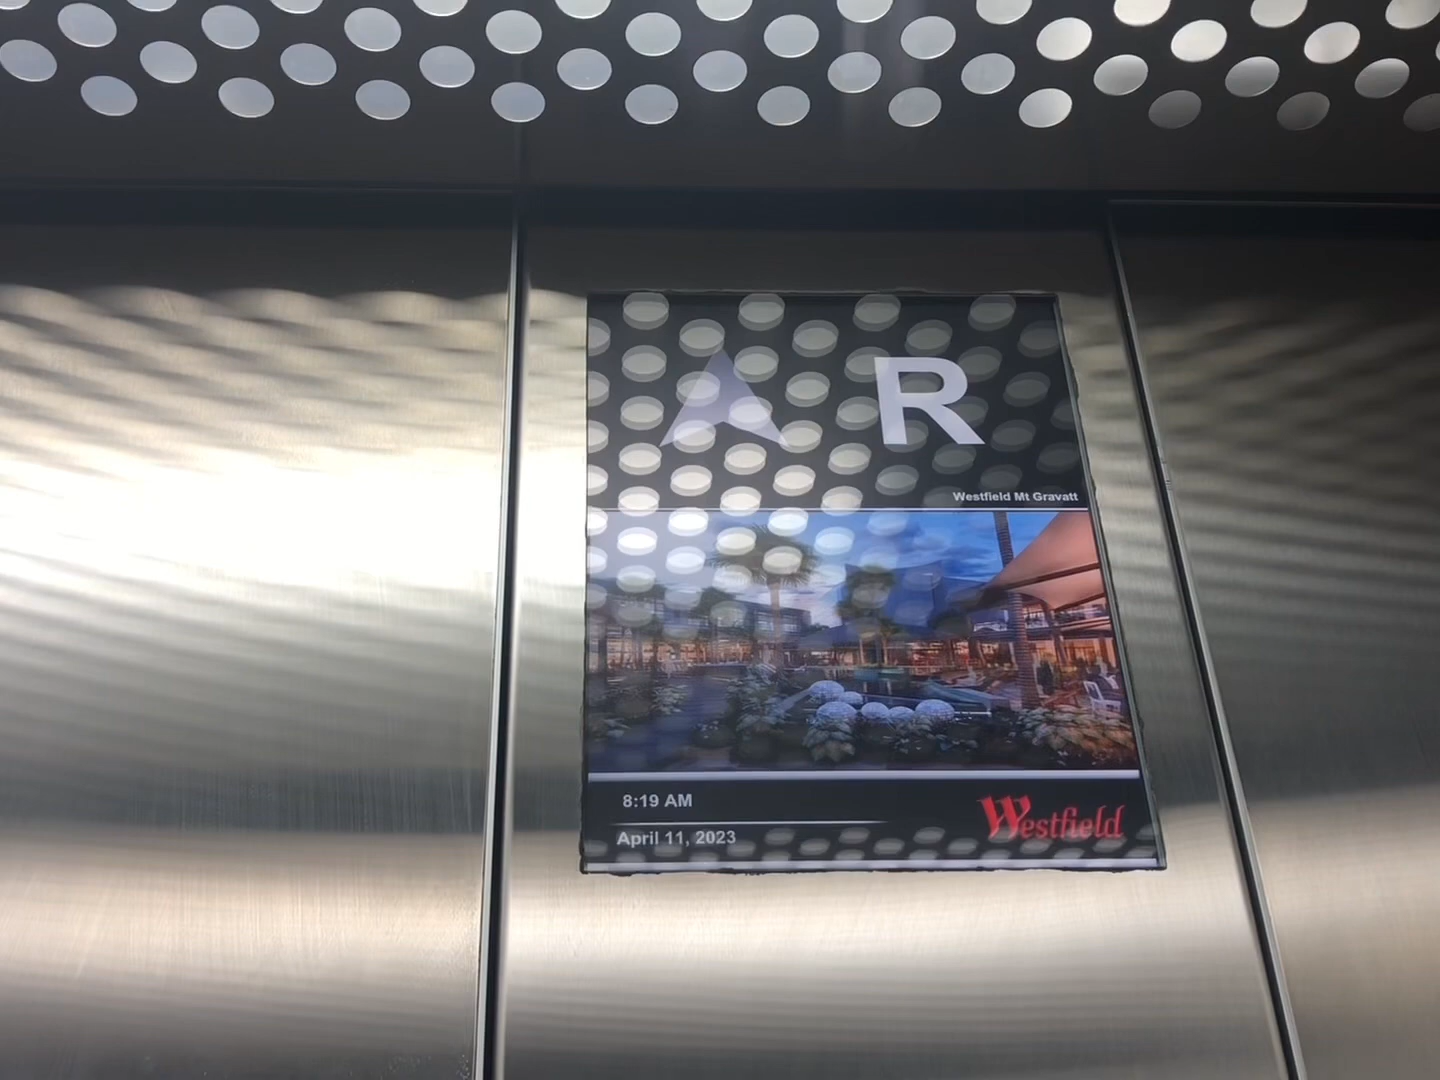 R
Westfield Mt Gravatt
8:19 AM
April 11, 2023
Westfield